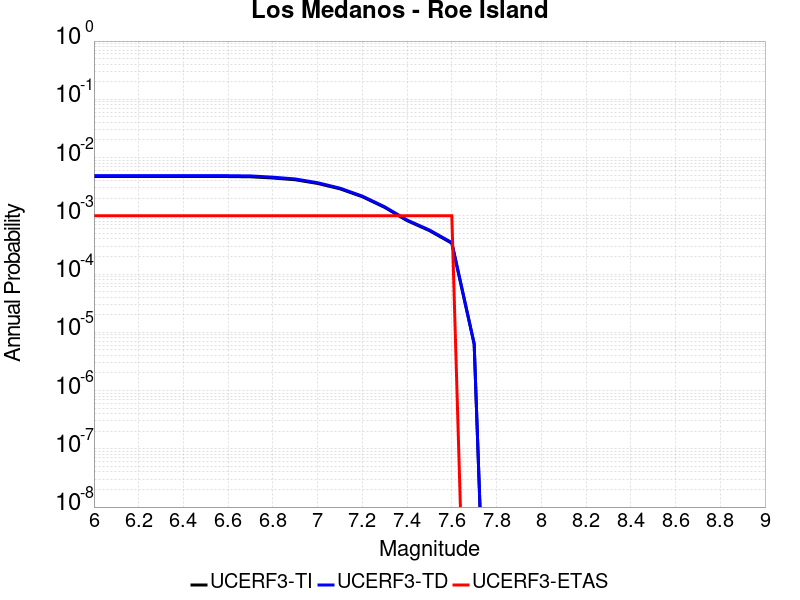 Los Medanos - Roe Island
Annual Probability
10^0
10^-1
10^-2
10^-3
10^-4
10^-5
10^-6
10^-7
10^-8
6 6.2 6.4 6.6 6.8 7 7.2 7.4 7.6 7.8 8 8.2 8.4 8.6 8.8 9
Magnitude
UCERF3-TI UCERF3-TD UCERF3-ETAS